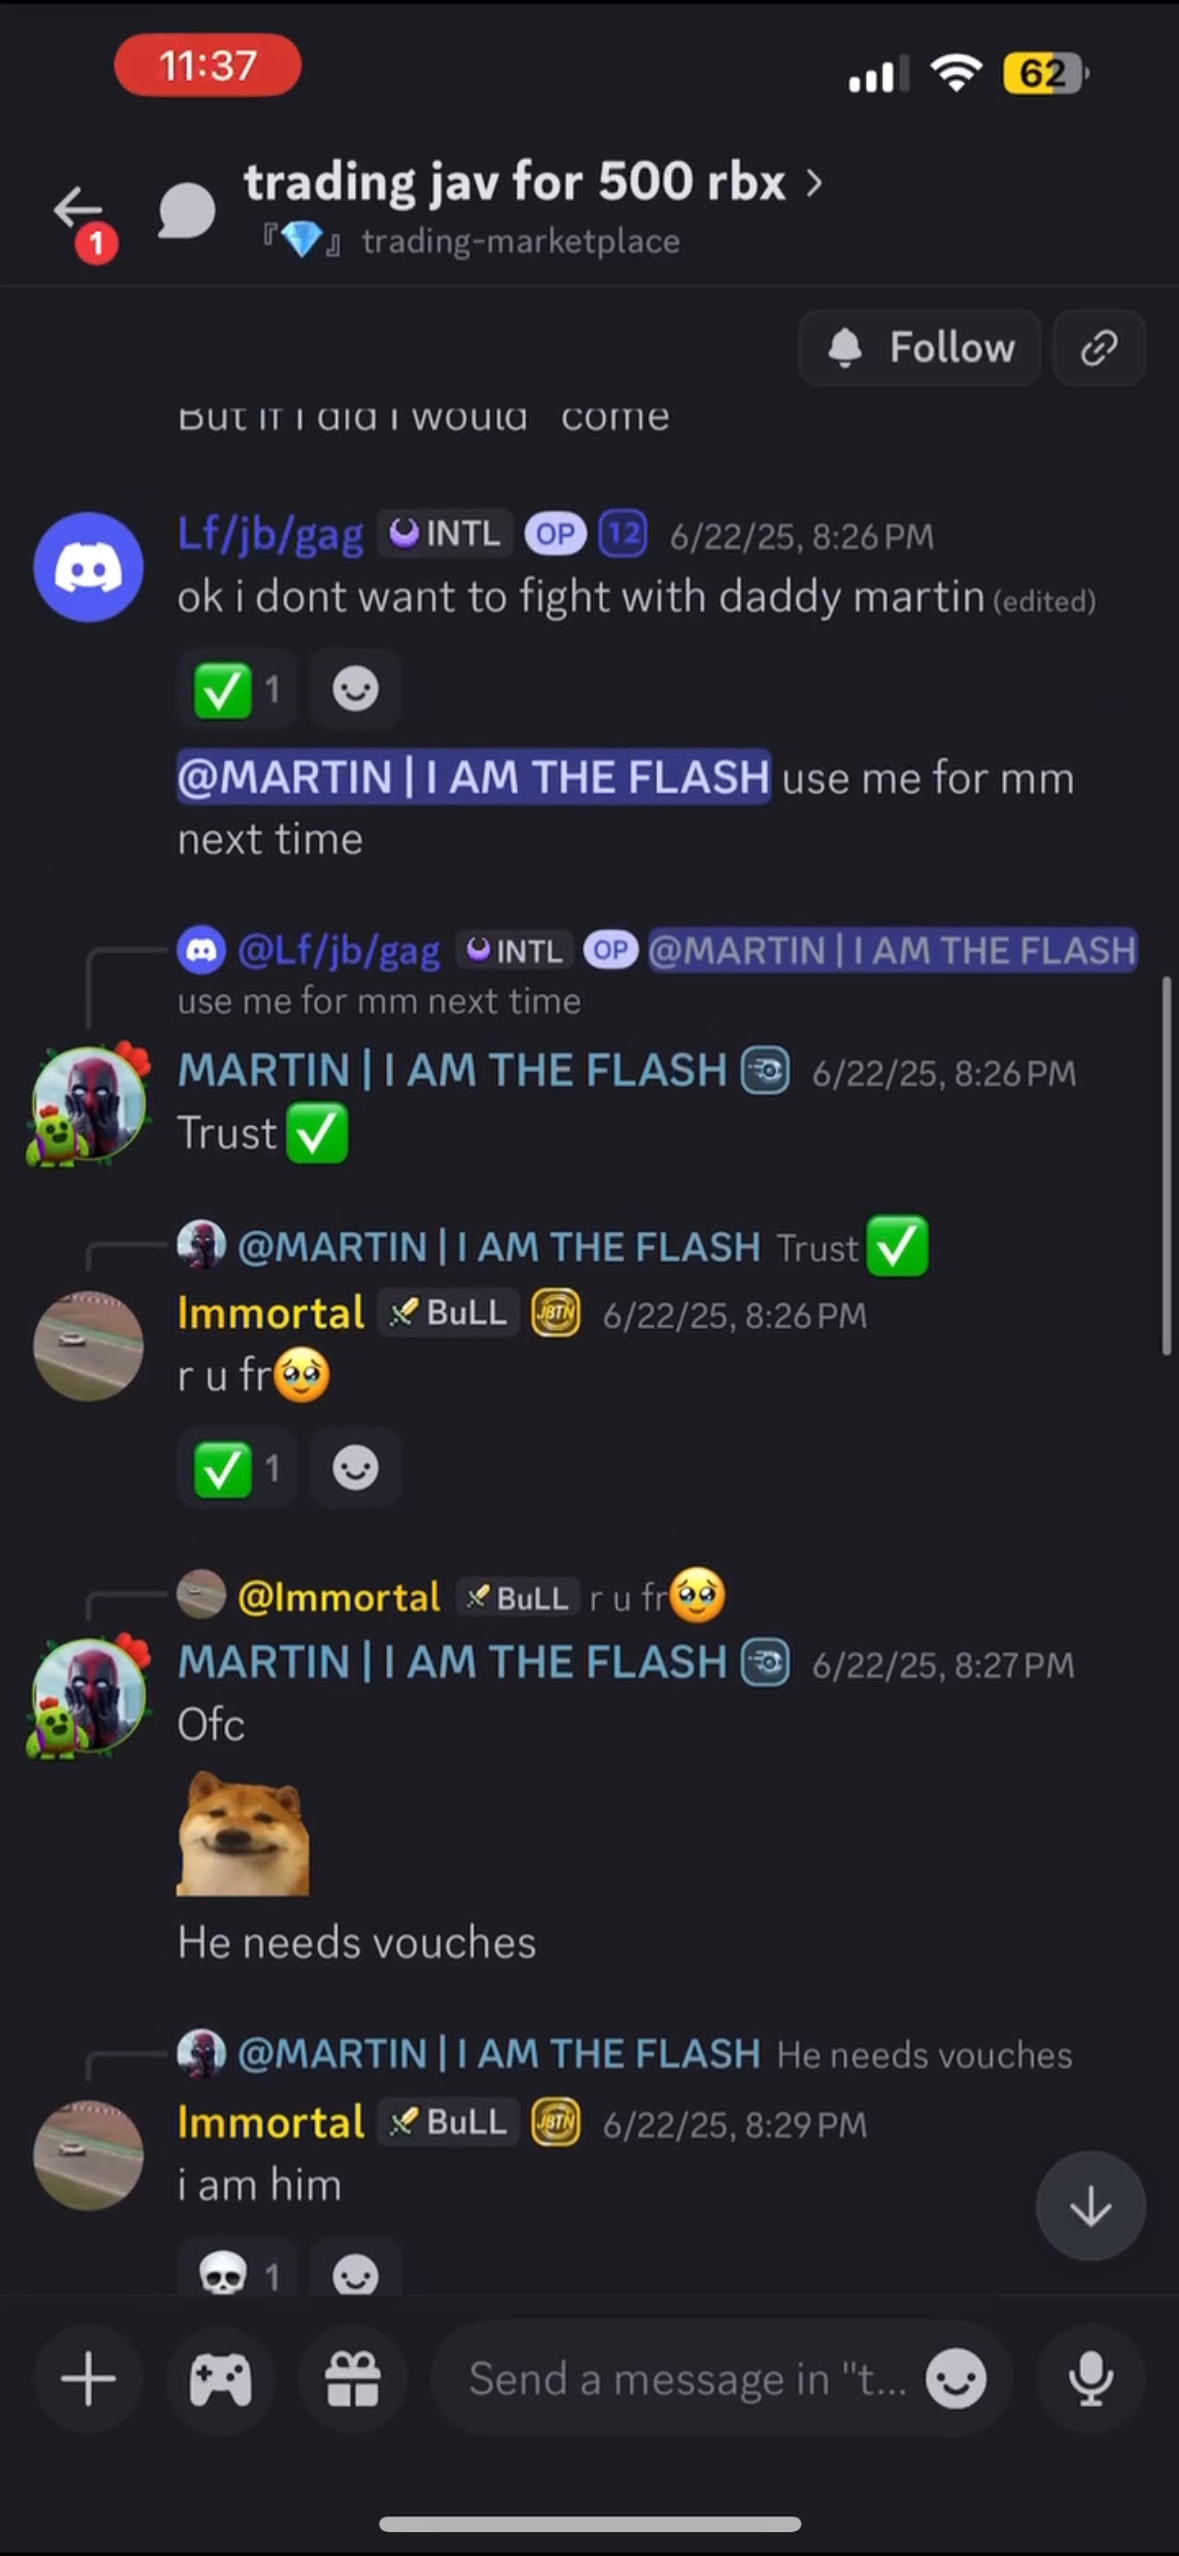 11:37
62
trading jav for 500 rbx >
1
『💎』 trading-marketplace
Follow
But if I did I would come
Lf/jb/gag INTL OP 12 6/22/25, 8:26 PM
ok i dont want to fight with daddy martin (edited)
✅ 1
@MARTIN | I AM THE FLASH use me for mm
next time
@Lf/jb/gag INTL OP @MARTIN | I AM THE FLASH
use me for mm next time
MARTIN | I AM THE FLASH 6/22/25, 8:26 PM
Trust ✅
@MARTIN | I AM THE FLASH Trust ✅
Immortal BuLL JBTN 6/22/25, 8:26 PM
r u fr🥹
✅ 1
@Immortal BuLL r u fr🥹
MARTIN | I AM THE FLASH 6/22/25, 8:27 PM
Ofc
He needs vouches
@MARTIN | I AM THE FLASH He needs vouches
Immortal BuLL JBTN 6/22/25, 8:29 PM
i am him
💀 1
Send a message in "t...